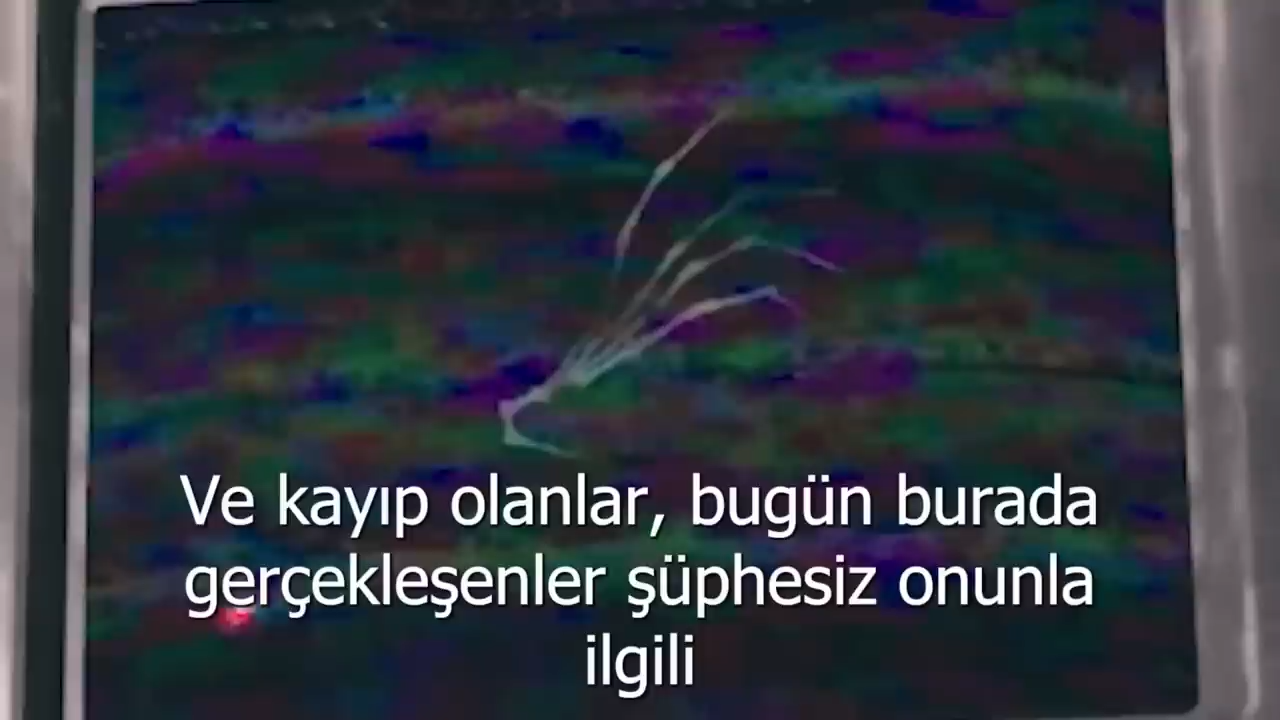 Ve kayıp olanlar, bugün burada
gerçekleşenler şüphesiz onunla
ilgili